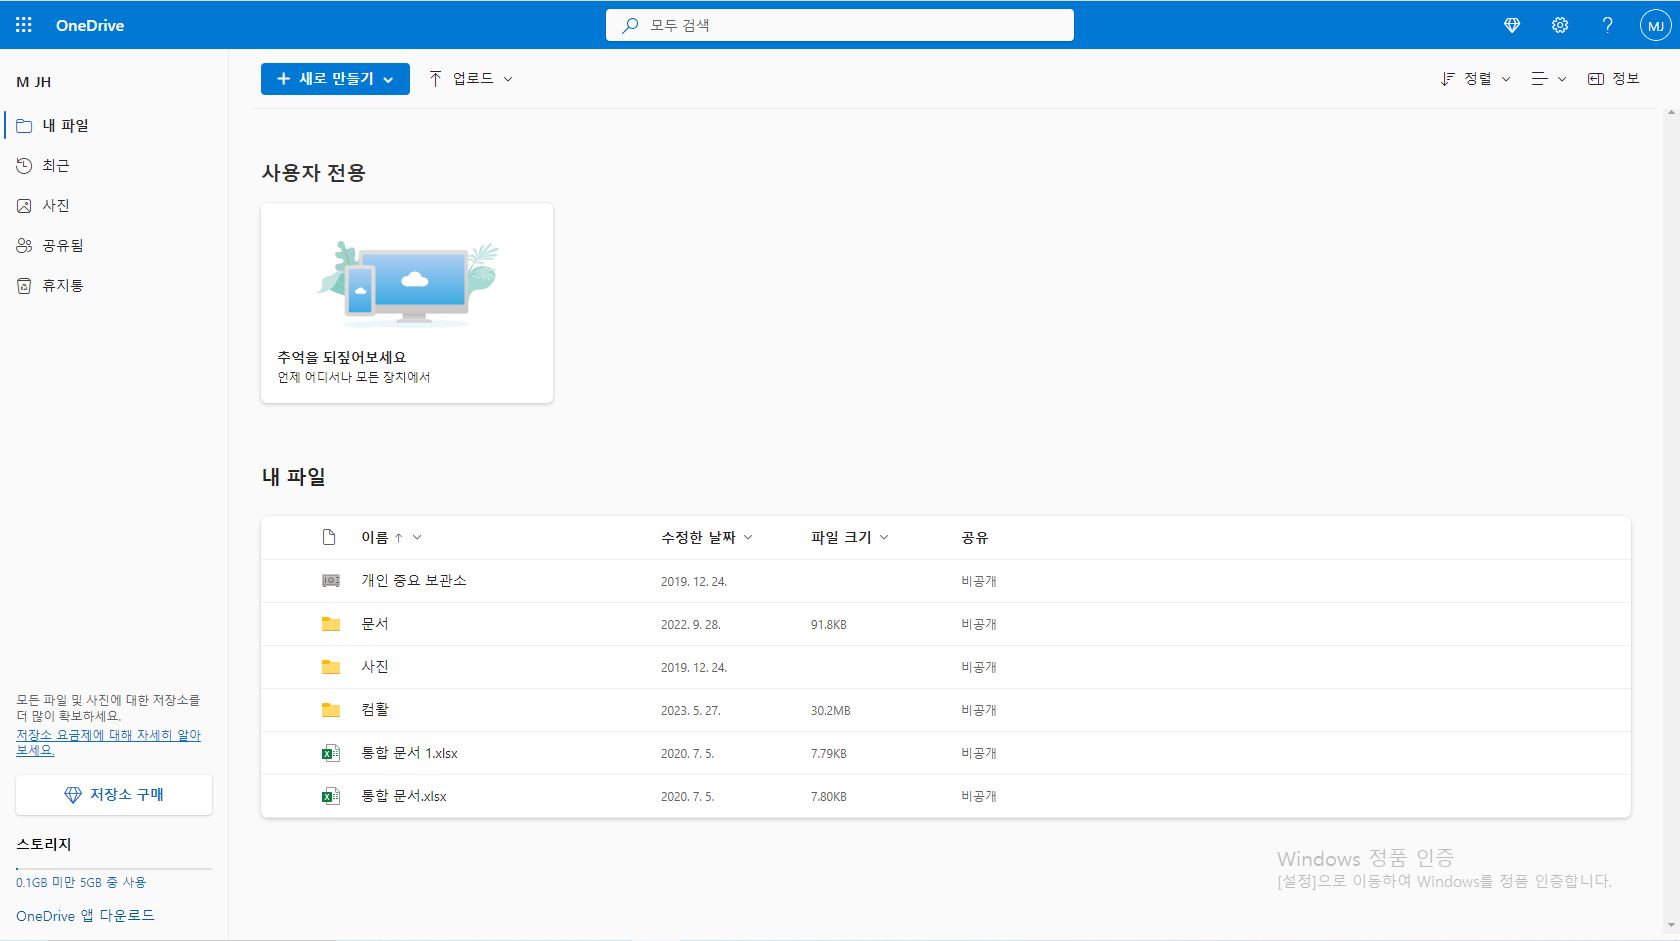 OneDrive
모두 검색
MJ
M JH
내 파일
최근
사진
공유됨
휴지통
모든 파일 및 사진에 대한 저장소를
더 많이 확보하세요.
저장소 요금제에 대해 자세히 알아
보세요.
저장소 구매
스토리지
0.1GB 미만 5GB 중 사용
OneDrive 앱 다운로드
새로 만들기
업로드
정렬
정보
사용자 전용
추억을 되짚어보세요
언제 어디서나 모든 장치에서
내 파일
이름 ↑ 수정한 날짜 파일 크기 공유
개인 중요 보관소 2019. 12. 24. 비공개
문서 2022. 9. 28. 91.8KB 비공개
사진 2019. 12. 24. 비공개
컴활 2023. 5. 27. 30.2MB 비공개
통합 문서 1.xlsx 2020. 7. 5. 7.79KB 비공개
통합 문서.xlsx 2020. 7. 5. 7.80KB 비공개
Windows 정품 인증
[설정]으로 이동하여 Windows를 정품 인증합니다.